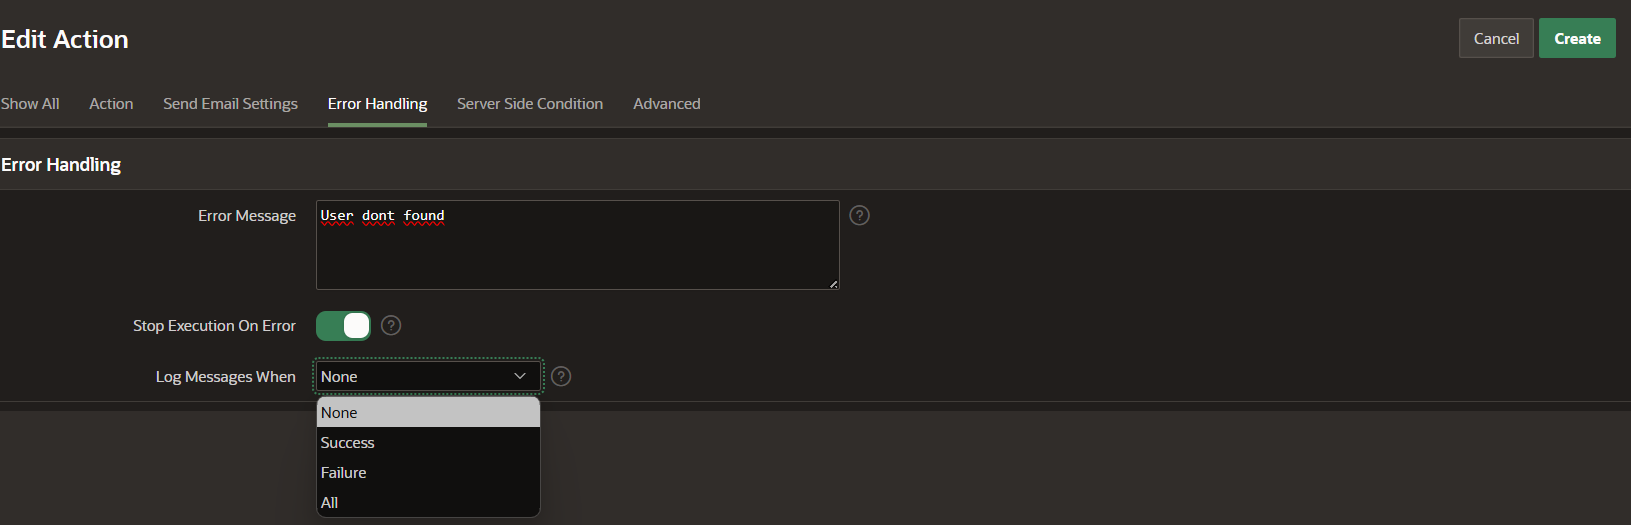 Edit Action
Cancel
Create
Show All
Action
Send Email Settings
Error Handling
Server Side Condition
Advanced
Error Handling
Error Message
User dont found
?
Stop Execution On Error
?
Log Messages When
None
?
None
Success
Failure
All